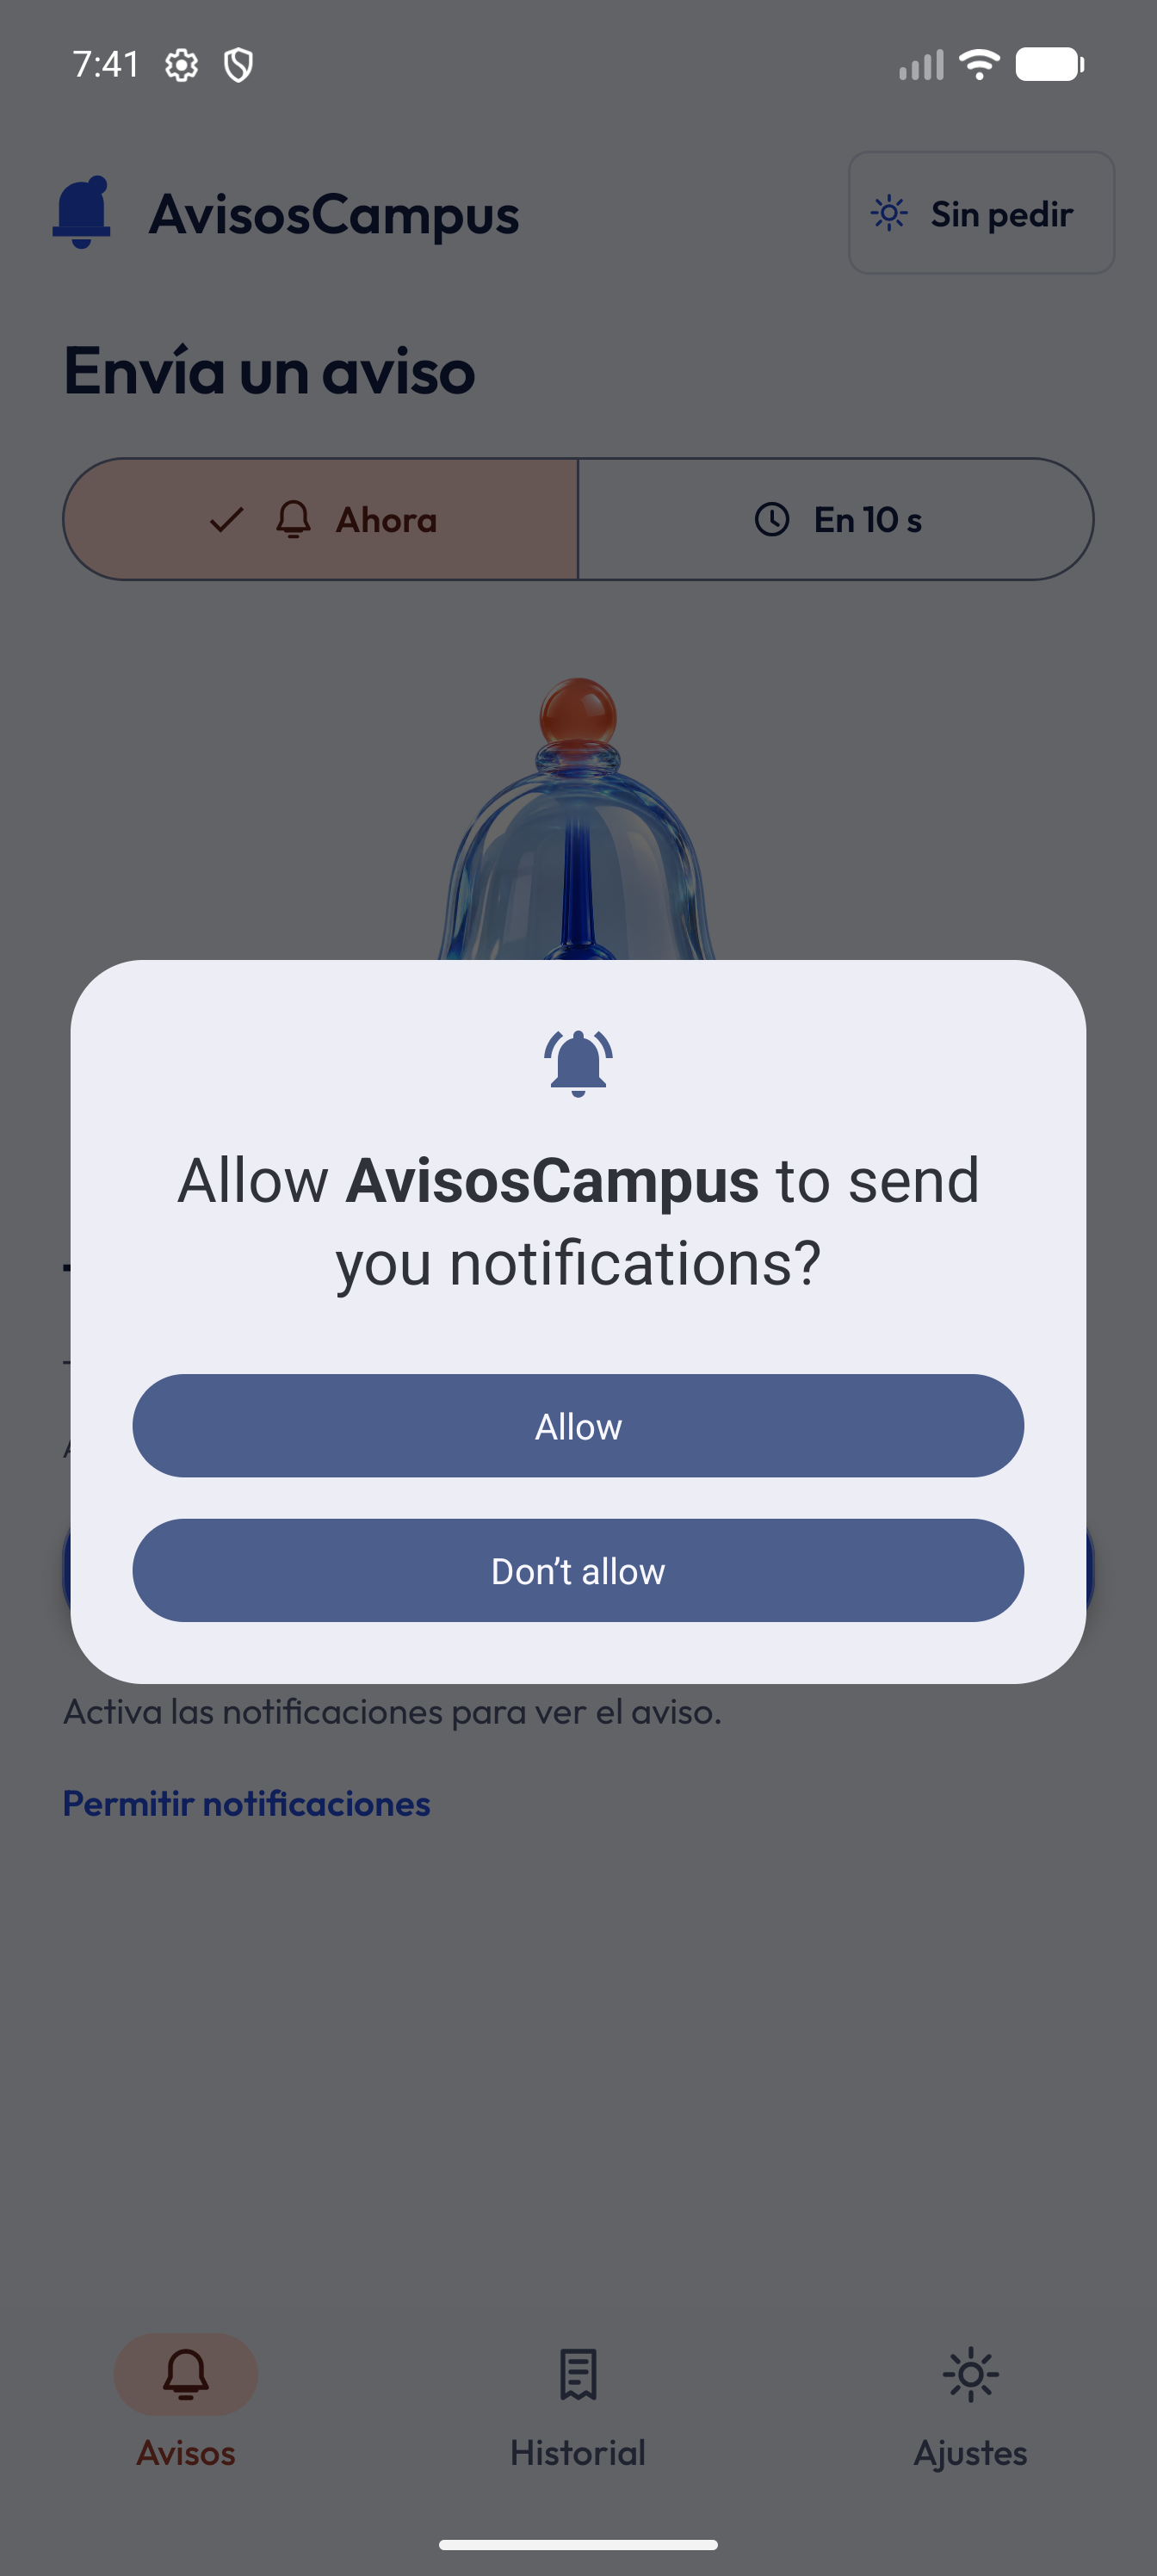 7:41
AvisosCampus
Sin pedir
Envía un aviso
Ahora
En 10 s
Allow AvisosCampus to send
you notifications?
Allow
Don’t allow
Activa las notificaciones para ver el aviso.
Permitir notificaciones
Avisos
Historial
Ajustes